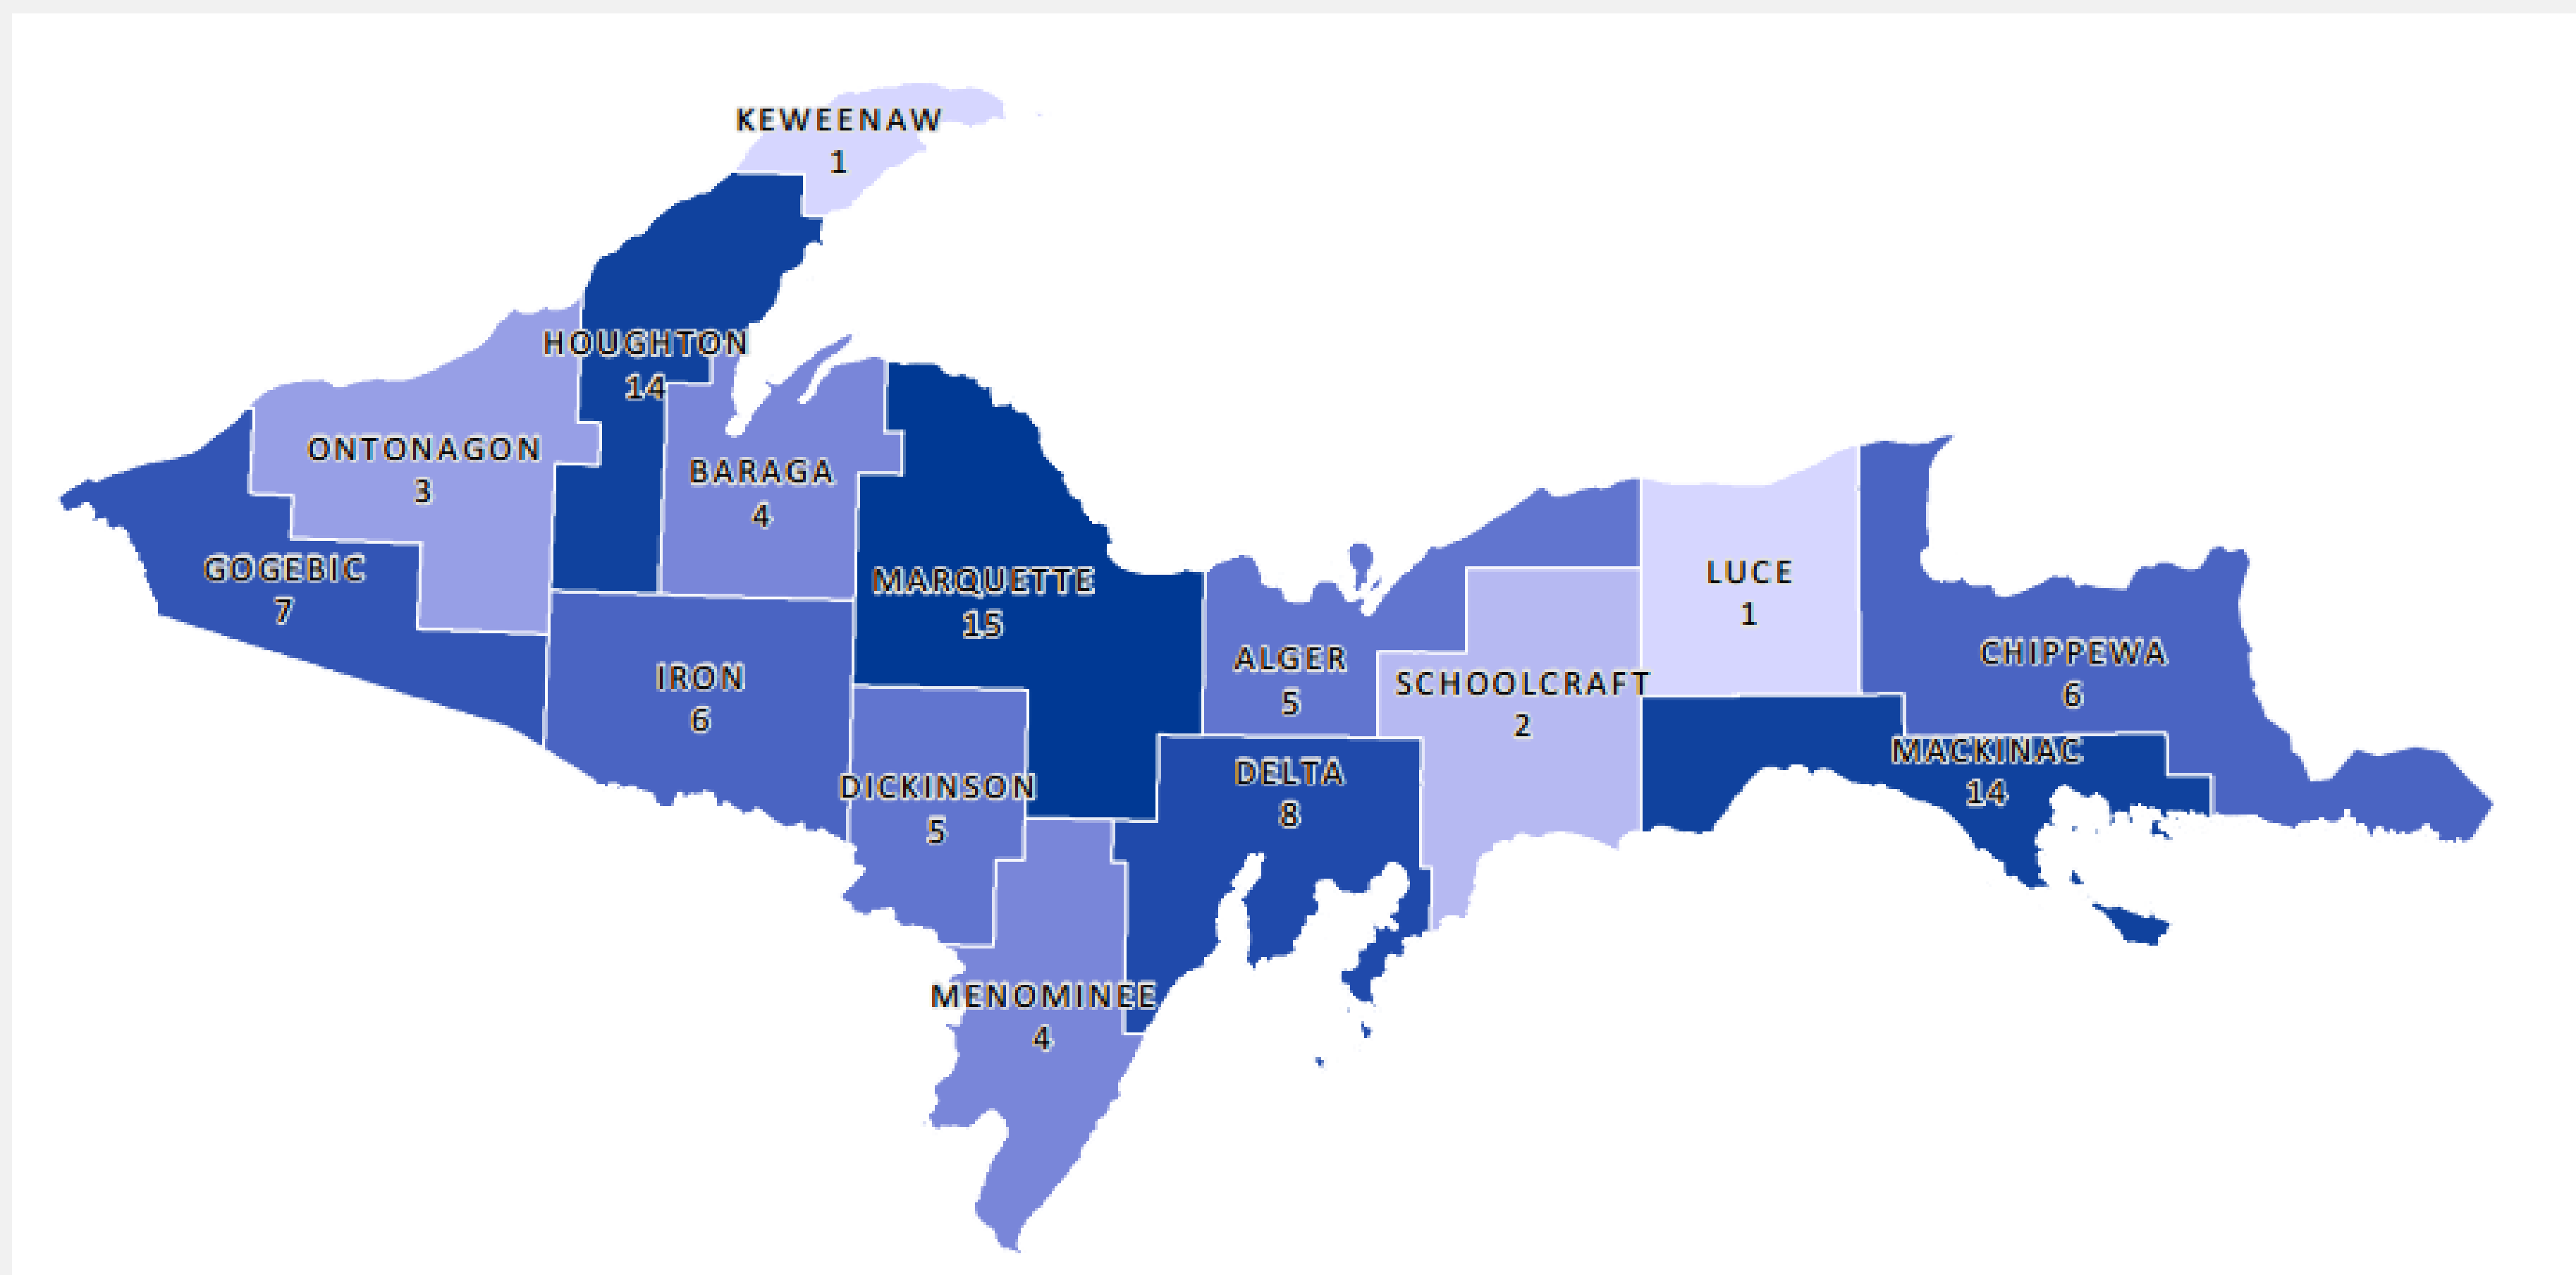 KEWEENAW
1
HOUGHTON
14
ONTONAGON
3
BARAGA
4
GOGEBIC
7
MARQUETTE
15
LUCE
1
IRON
6
ALGER
5
SCHOOLCRAFT
2
CHIPPEWA
6
DICKINSON
5
DELTA
8
MACKINAC
14
MENOMINEE
4